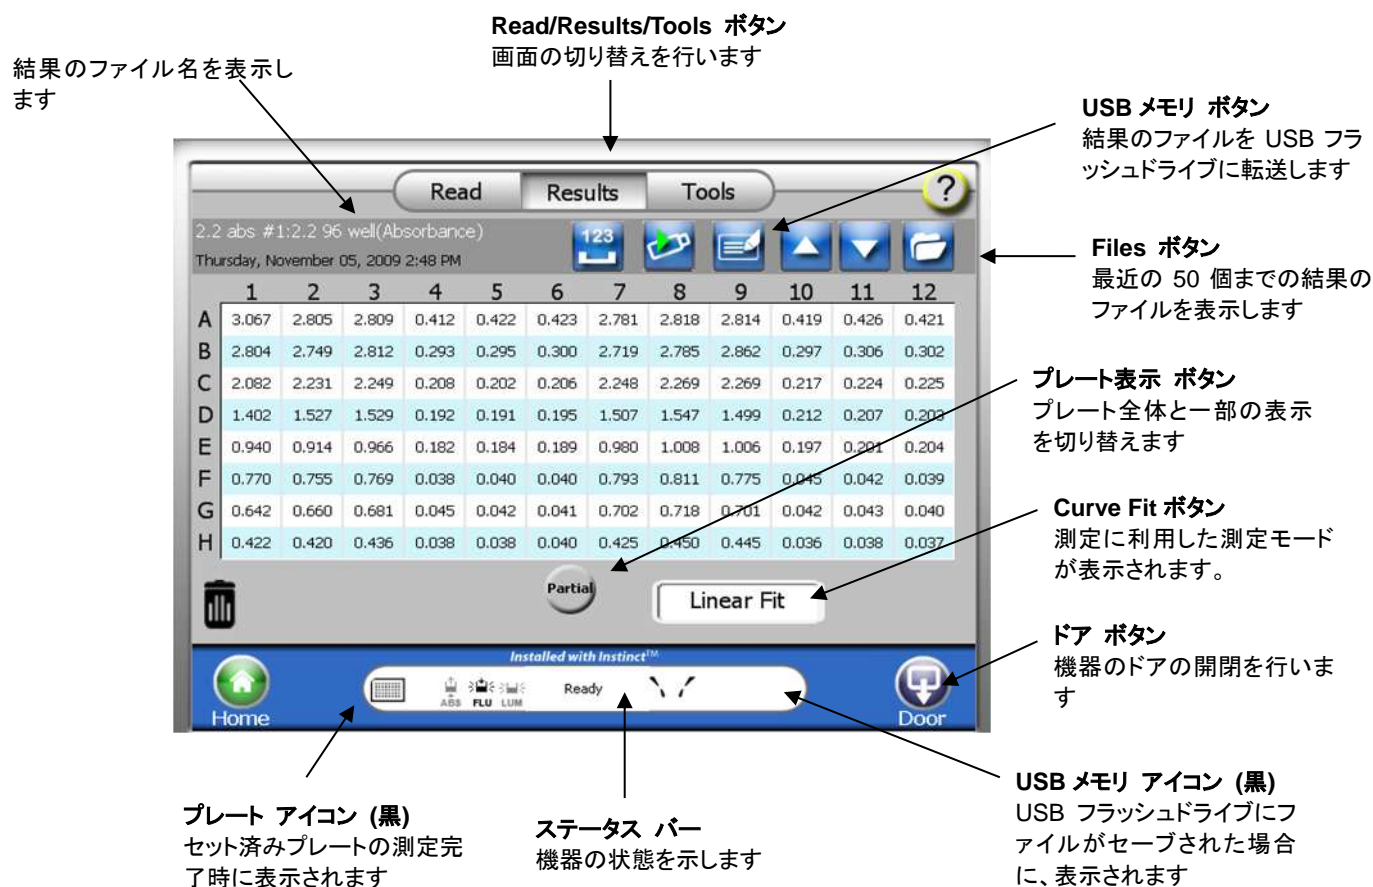 Read/Results/Tools ボタン
画面の切り替えを行います
結果のファイル名を表示し
ます
USB メモリ ボタン
結果のファイルを USB フラ
ッシュドライブに転送します
Read Results Tools ?
2.2 abs #1:2.2 96 well(Absorbance)
Thursday, November 05, 2009 2:48 PM
123
Files ボタン
最近の 50 個までの結果の
ファイルを表示します
1 2 3 4 5 6 7 8 9 10 11 12
A 3.067 2.805 2.809 0.412 0.422 0.423 2.781 2.818 2.814 0.419 0.426 0.421
B 2.804 2.749 2.812 0.293 0.295 0.300 2.719 2.785 2.862 0.297 0.306 0.302
C 2.082 2.231 2.249 0.208 0.202 0.206 2.248 2.269 2.269 0.217 0.224 0.225
D 1.402 1.527 1.529 0.192 0.191 0.195 1.507 1.547 1.499 0.212 0.207 0.203
E 0.940 0.914 0.966 0.182 0.184 0.189 0.980 1.008 1.006 0.197 0.201 0.204
F 0.770 0.755 0.769 0.038 0.040 0.040 0.793 0.811 0.775 0.045 0.042 0.039
G 0.642 0.660 0.681 0.045 0.042 0.041 0.702 0.718 0.701 0.042 0.043 0.040
H 0.422 0.420 0.436 0.038 0.038 0.040 0.425 0.450 0.445 0.036 0.038 0.037
プレート表示 ボタン
プレート全体と一部の表示
を切り替えます
Curve Fit ボタン
測定に利用した測定モード
が表示されます。
Partial
Linear Fit
ドア ボタン
機器のドアの開閉を行いま
す
Installed with Instinct™
ABS FLU LUM Ready
Home
Door
プレート アイコン (黒)
セット済みプレートの測定完
了時に表示されます
ステータス バー
機器の状態を示します
USB メモリ アイコン (黒)
USB フラッシュドライブにフ
ァイルがセーブされた場合
に、表示されます